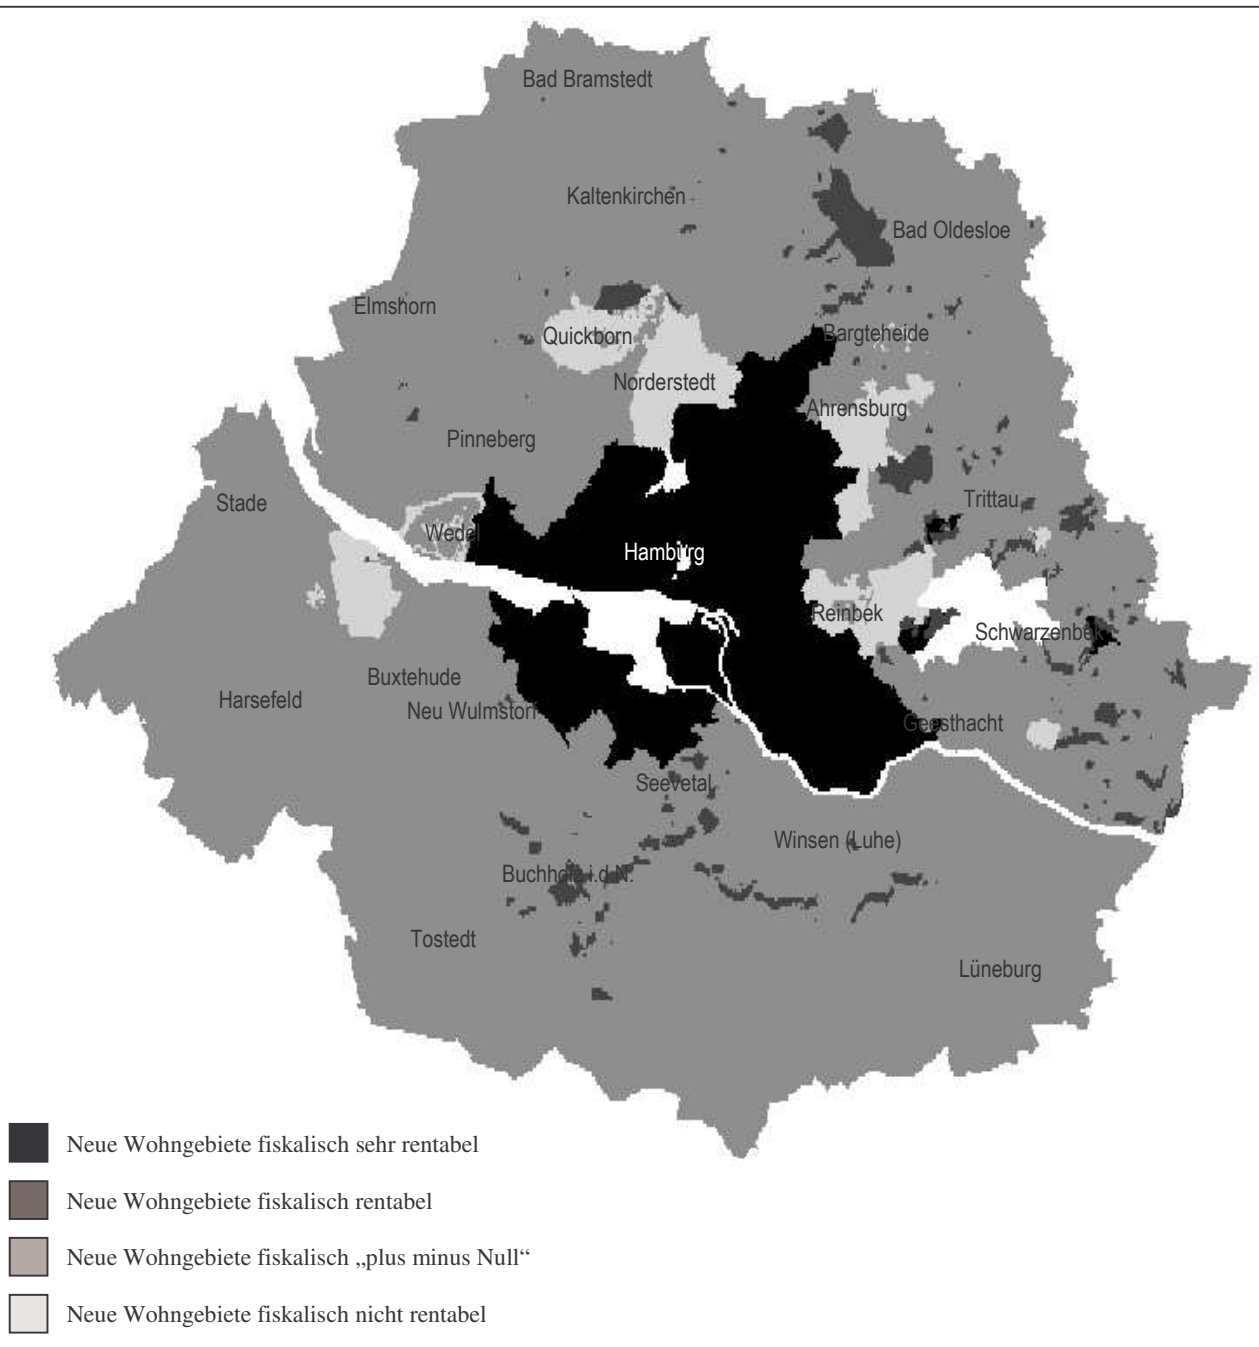 Bad Bramstedt
Kaltenkirchen
Bad Oldesloe
Elmshorn
Quickborn
Bargteheide
Norderstedt
Ahrensburg
Pinneberg
Stade
Trittau
Wedel
Hamburg
Reinbek
Schwarzenbek
Buxtehude
Harsefeld
Neu Wulmstorf
Geesthacht
Seevetal
Winsen (Luhe)
Buchholz i.d.N.
Tostedt
Lüneburg
Neue Wohngebiete fiskalisch sehr rentabel
Neue Wohngebiete fiskalisch rentabel
Neue Wohngebiete fiskalisch „plus minus Null“
Neue Wohngebiete fiskalisch nicht rentabel